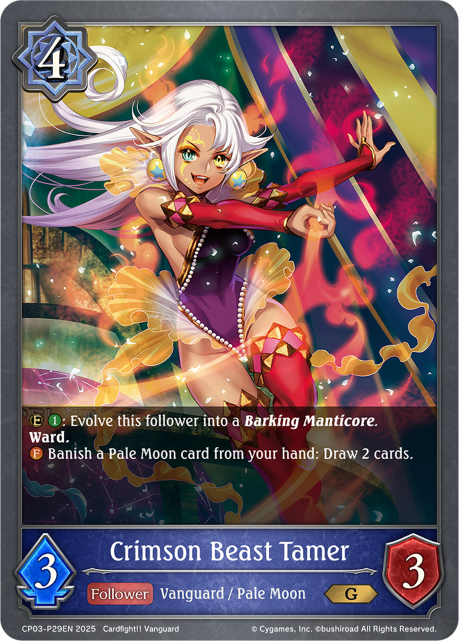 4
E 1: Evolve this follower into a Barking Manticore.
Ward.
F Banish a Pale Moon card from your hand: Draw 2 cards.
Crimson Beast Tamer
3 Follower Vanguard / Pale Moon G 3
CP03-P29EN 2025 Cardfight!! Vanguard © Cygames, Inc. ©bushiroad All Rights Reserved.